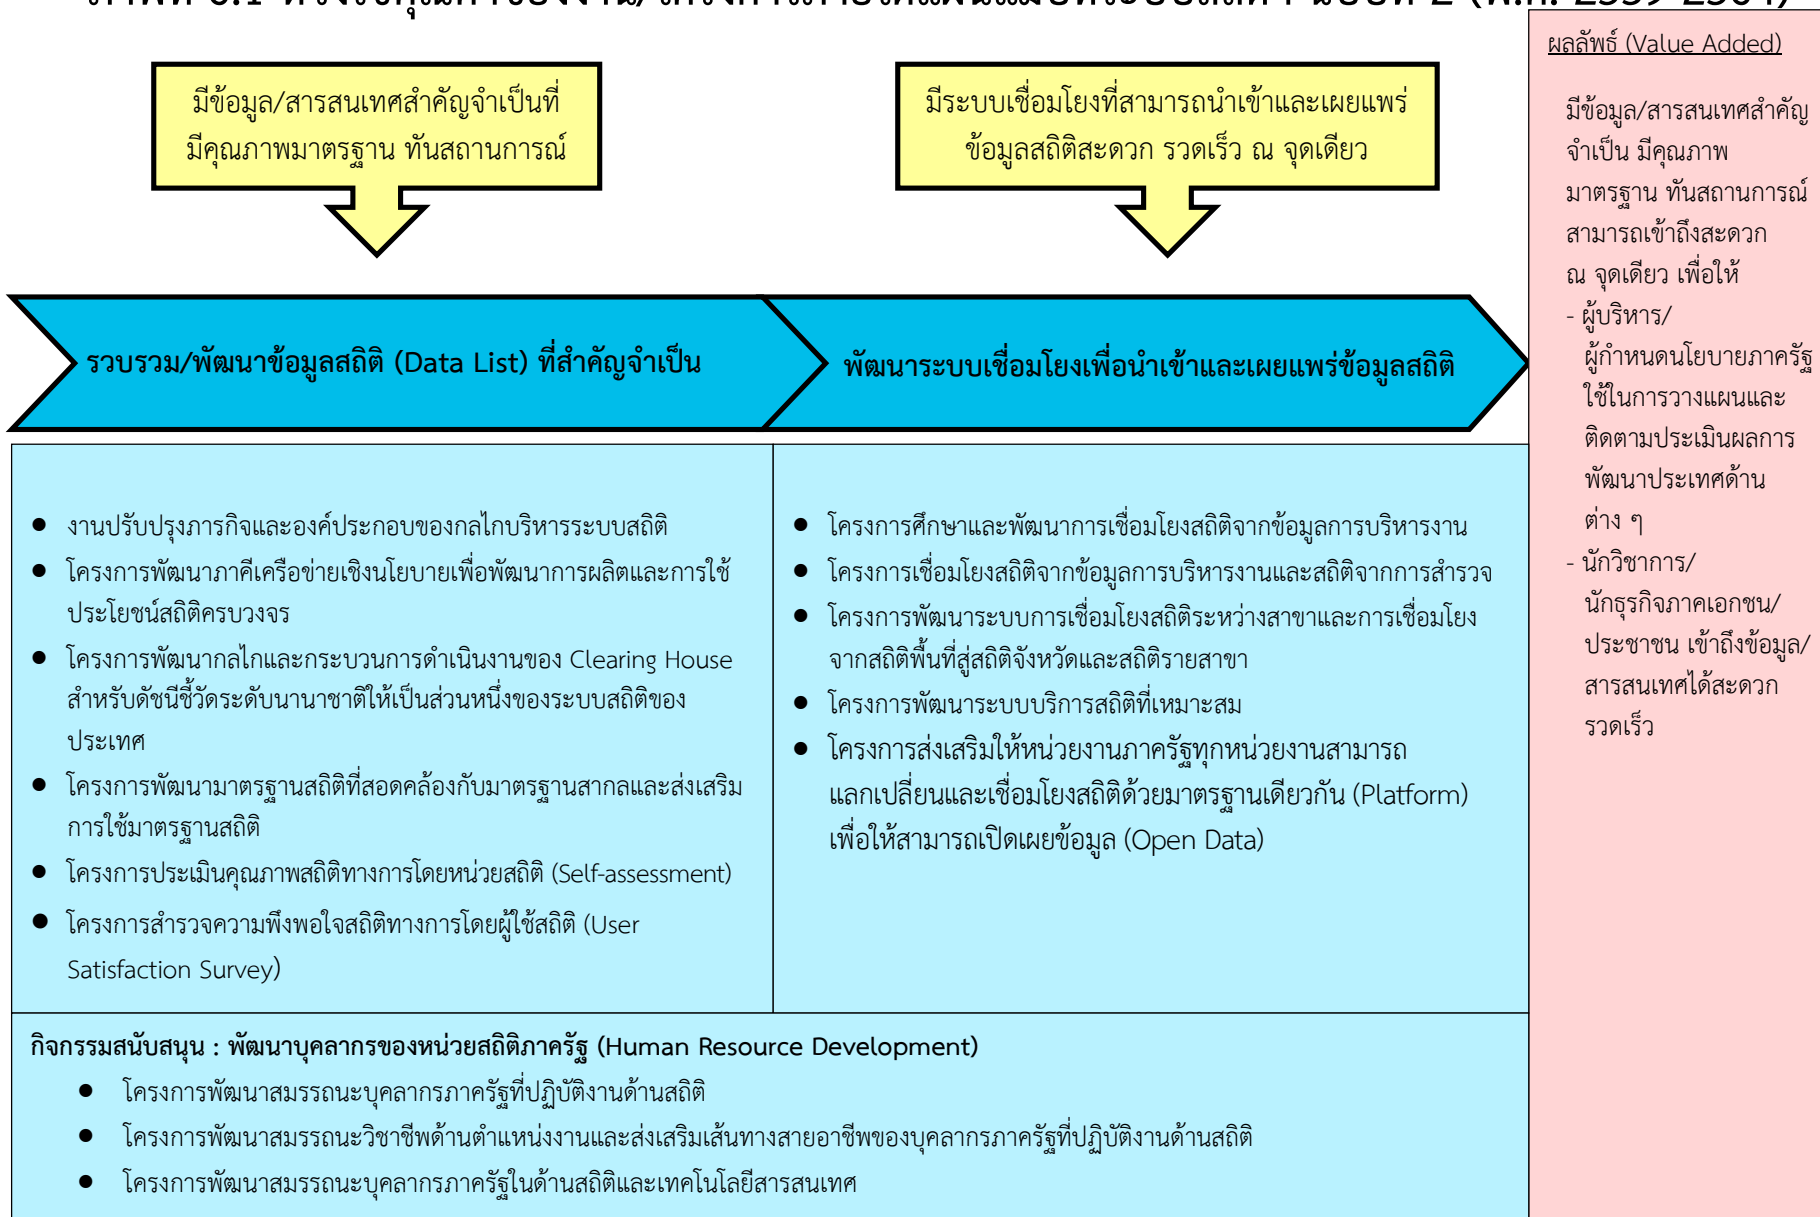 มีข้อมูล/สารสนเทศสำคัญจำเป็นที่
มีคุณภาพมาตรฐาน ทันสถานการณ์
มีระบบเชื่อมโยงที่สามารถนำเข้าและเผยแพร่
ข้อมูลสถิติสะดวก รวดเร็ว ณ จุดเดียว
รวบรวม/พัฒนาข้อมูลสถิติ (Data List) ที่สำคัญจำเป็น
พัฒนาระบบเชื่อมโยงเพื่อนำเข้าและเผยแพร่ข้อมูลสถิติ
● งานปรับปรุงภารกิจและองค์ประกอบของกลไกบริหารระบบสถิติ
● โครงการพัฒนาภาคีเครือข่ายเชิงนโยบายเพื่อพัฒนาการผลิตและการใช้
ประโยชน์สถิติครบวงจร
● โครงการพัฒนากลไกและกระบวนการดำเนินงานของ Clearing House
สำหรับดัชนีชี้วัดระดับนานาชาติให้เป็นส่วนหนึ่งของระบบสถิติของ
ประเทศ
● โครงการพัฒนามาตรฐานสถิติที่สอดคล้องกับมาตรฐานสากลและส่งเสริม
การใช้มาตรฐานสถิติ
● โครงการประเมินคุณภาพสถิติทางการโดยหน่วยสถิติ (Self-assessment)
● โครงการสำรวจความพึงพอใจสถิติทางการโดยผู้ใช้สถิติ (User
Satisfaction Survey)
● โครงการศึกษาและพัฒนาการเชื่อมโยงสถิติจากข้อมูลการบริหารงาน
● โครงการเชื่อมโยงสถิติจากข้อมูลการบริหารงานและสถิติจากการสำรวจ
● โครงการพัฒนาระบบการเชื่อมโยงสถิติระหว่างสาขาและการเชื่อมโยง
จากสถิติพื้นที่สู่สถิติจังหวัดและสถิติรายสาขา
● โครงการพัฒนาระบบบริการสถิติที่เหมาะสม
● โครงการส่งเสริมให้หน่วยงานภาครัฐทุกหน่วยงานสามารถ
แลกเปลี่ยนและเชื่อมโยงสถิติด้วยมาตรฐานเดียวกัน (Platform)
เพื่อให้สามารถเปิดเผยข้อมูล (Open Data)
กิจกรรมสนับสนุน : พัฒนาบุคลากรของหน่วยสถิติภาครัฐ (Human Resource Development)
● โครงการพัฒนาสมรรถนะบุคลากรภาครัฐที่ปฏิบัติงานด้านสถิติ
● โครงการพัฒนาสมรรถนะวิชาชีพด้านตำแหน่งงานและส่งเสริมเส้นทางสายอาชีพของบุคลากรภาครัฐที่ปฏิบัติงานด้านสถิติ
● โครงการพัฒนาสมรรถนะบุคลากรภาครัฐในด้านสถิติและเทคโนโลยีสารสนเทศ
ผลลัพธ์ (Value Added)
มีข้อมูล/สารสนเทศสำคัญ
จำเป็น มีคุณภาพ
มาตรฐาน ทันสถานการณ์
สามารถเข้าถึงสะดวก
ณ จุดเดียว เพื่อให้
- ผู้บริหาร/
ผู้กำหนดนโยบายภาครัฐ
ใช้ในการวางแผนและ
ติดตามประเมินผลการ
พัฒนาประเทศด้าน
ต่าง ๆ
- นักวิชาการ/
นักธุรกิจภาคเอกชน/
ประชาชน เข้าถึงข้อมูล/
สารสนเทศได้สะดวก
รวดเร็ว